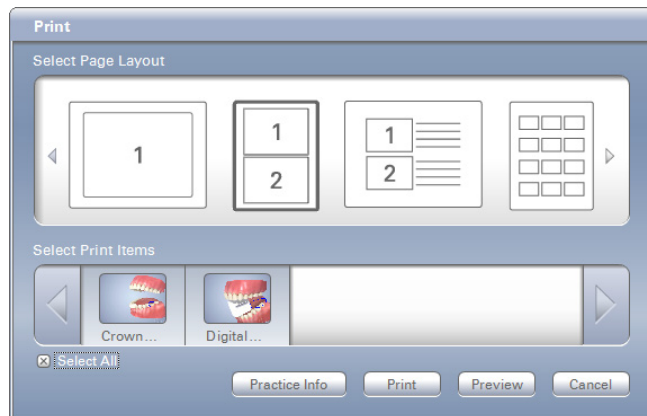 Print
Select Page Layout
1
1
2
1
2
Select Print Items
Crown...
Digital...
Select All
Practice Info
Print
Preview
Cancel